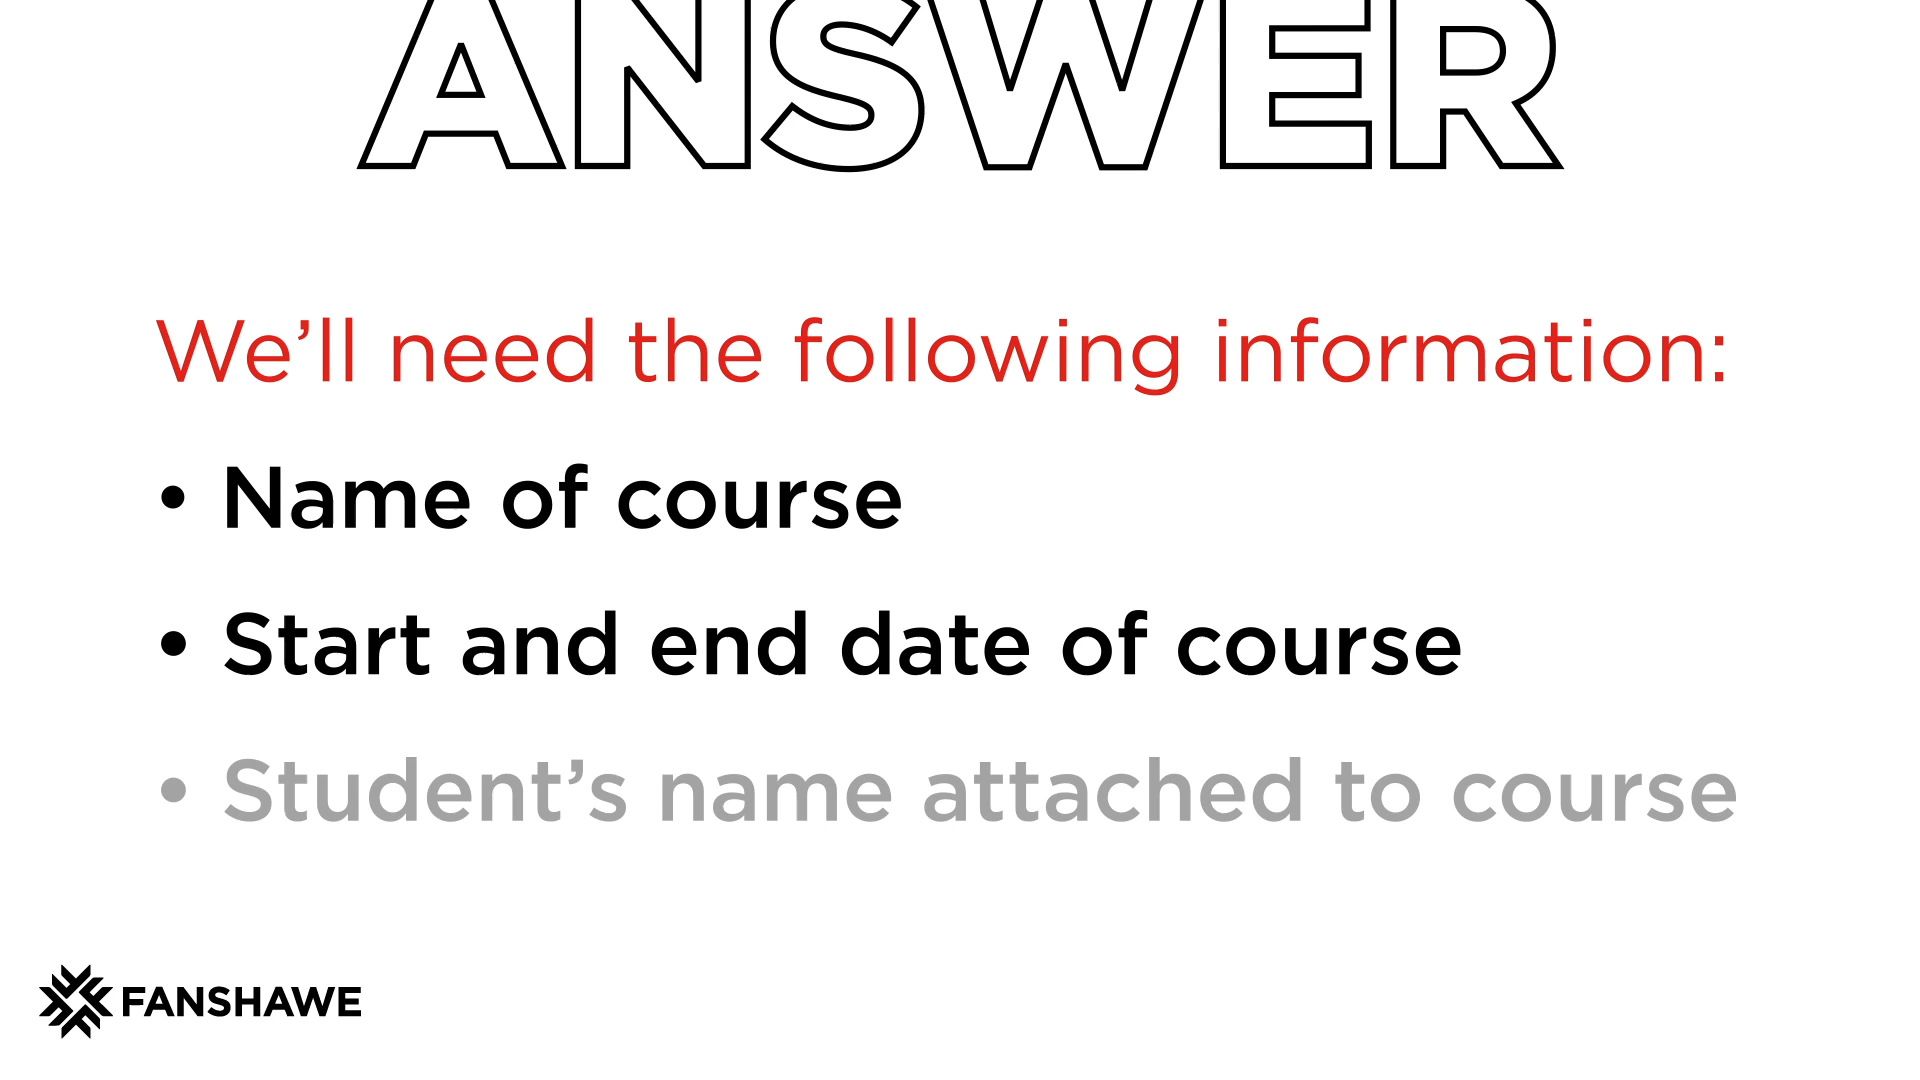 ANSWER
We’ll need the following information:
• Name of course
• Start and end date of course
• Student’s name attached to course
FANSHAWE